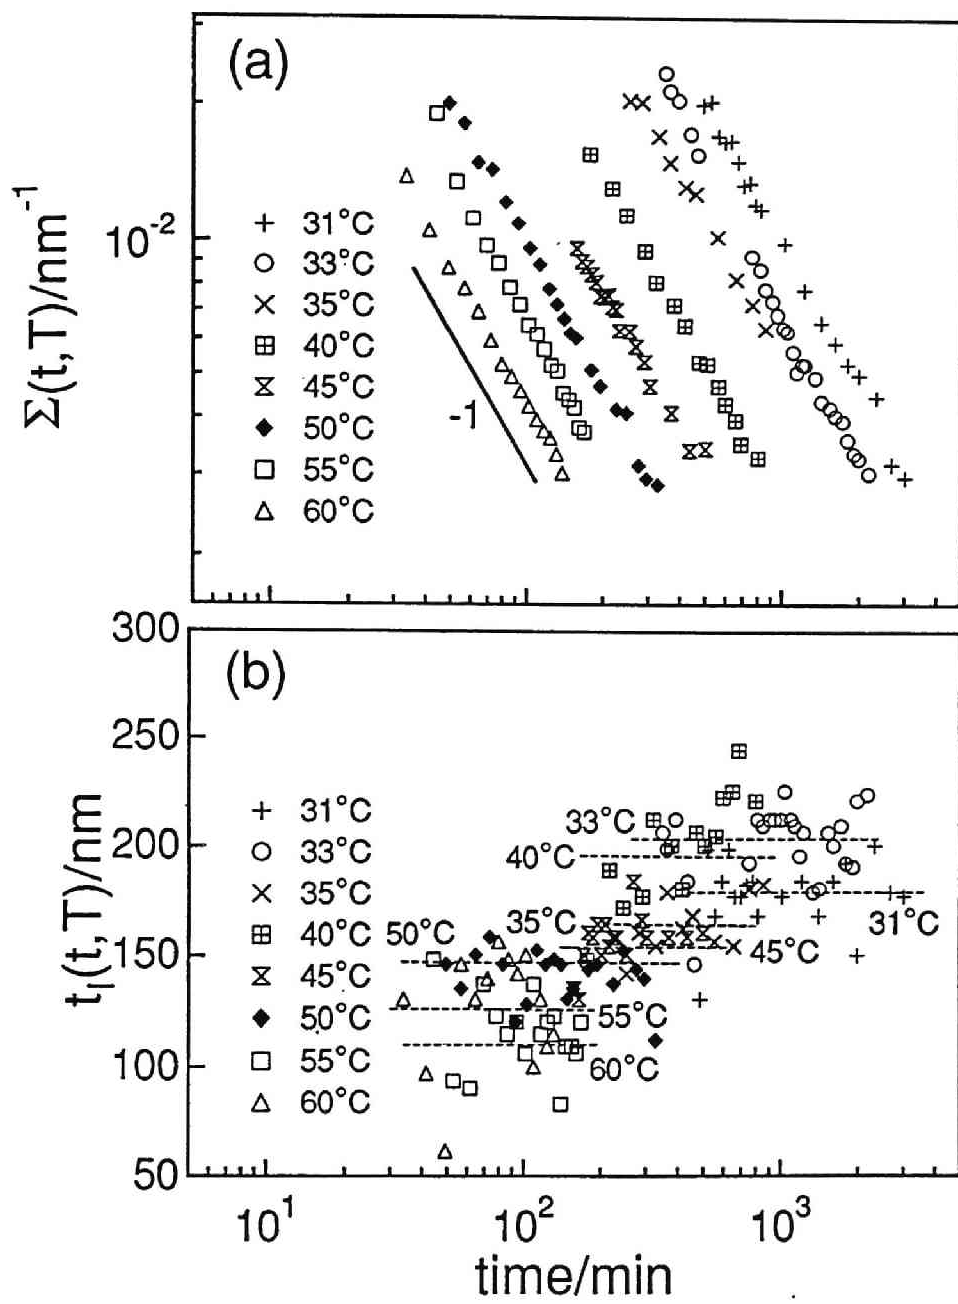 (a)
Σ(t,T)/nm⁻¹
10⁻²
+ 31°C
○ 33°C
× 35°C
⊞ 40°C
⧖ 45°C
◆ 50°C
□ 55°C
△ 60°C
-1
(b)
t_I(t,T)/nm
300
250
200
150
100
50
+ 31°C
○ 33°C
× 35°C
⊞ 40°C
⧖ 45°C
◆ 50°C
□ 55°C
△ 60°C
33°C
40°C
35°C
31°C
50°C
45°C
55°C
60°C
10¹
10²
10³
time/min